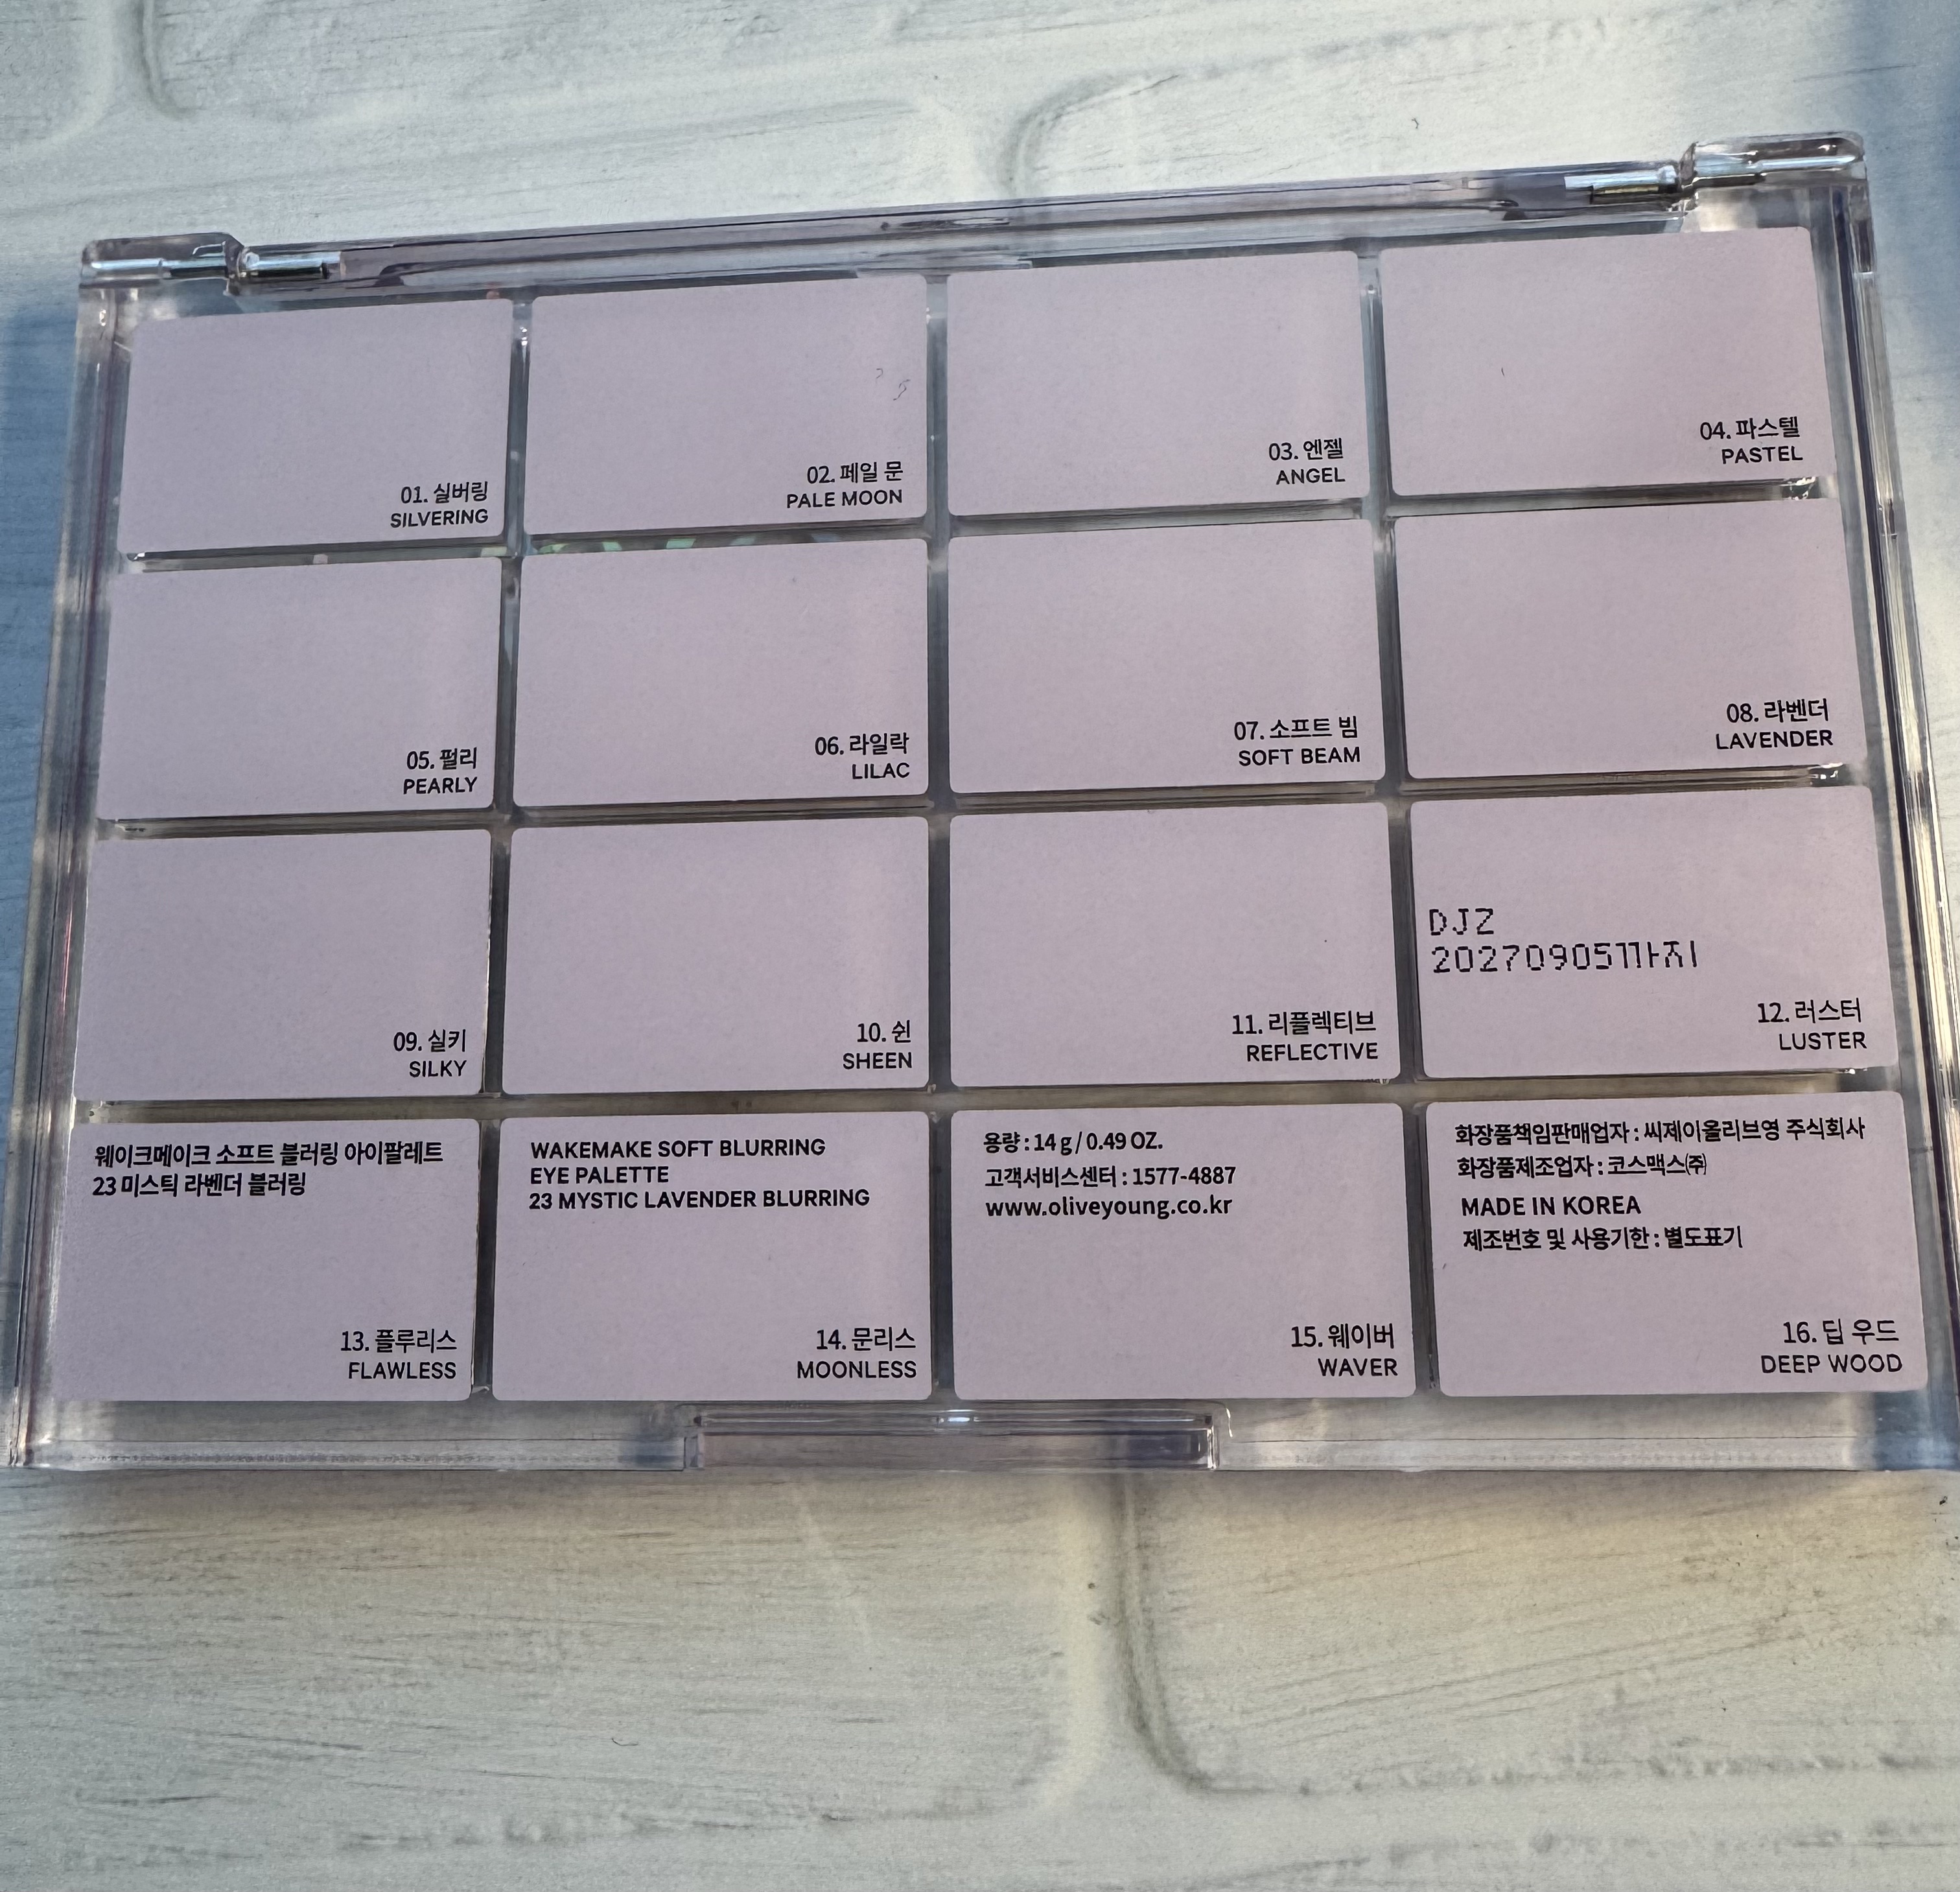 01. 실버링
SILVERING
02. 페일 문
PALE MOON
03. 엔젤
ANGEL
04. 파스텔
PASTEL
05. 펄리
PEARLY
06. 라일락
LILAC
07. 소프트 빔
SOFT BEAM
08. 라벤더
LAVENDER
09. 실키
SILKY
10. 쉰
SHEEN
11. 리플렉티브
REFLECTIVE
DJZ
20270905까지
12. 러스터
LUSTER
웨이크메이크 소프트 블러링 아이팔레트
23 미스틱 라벤더 블러링
13. 플루리스
FLAWLESS
WAKEMAKE SOFT BLURRING
EYE PALETTE
23 MYSTIC LAVENDER BLURRING
14. 문리스
MOONLESS
용량 : 14 g / 0.49 OZ.
고객서비스센터 : 1577-4887
www.oliveyoung.co.kr
15. 웨이버
WAVER
화장품책임판매업자 : 씨제이올리브영 주식회사
화장품제조업자 : 코스맥스㈜
MADE IN KOREA
제조번호 및 사용기한 : 별도표기
16. 딥 우드
DEEP WOOD